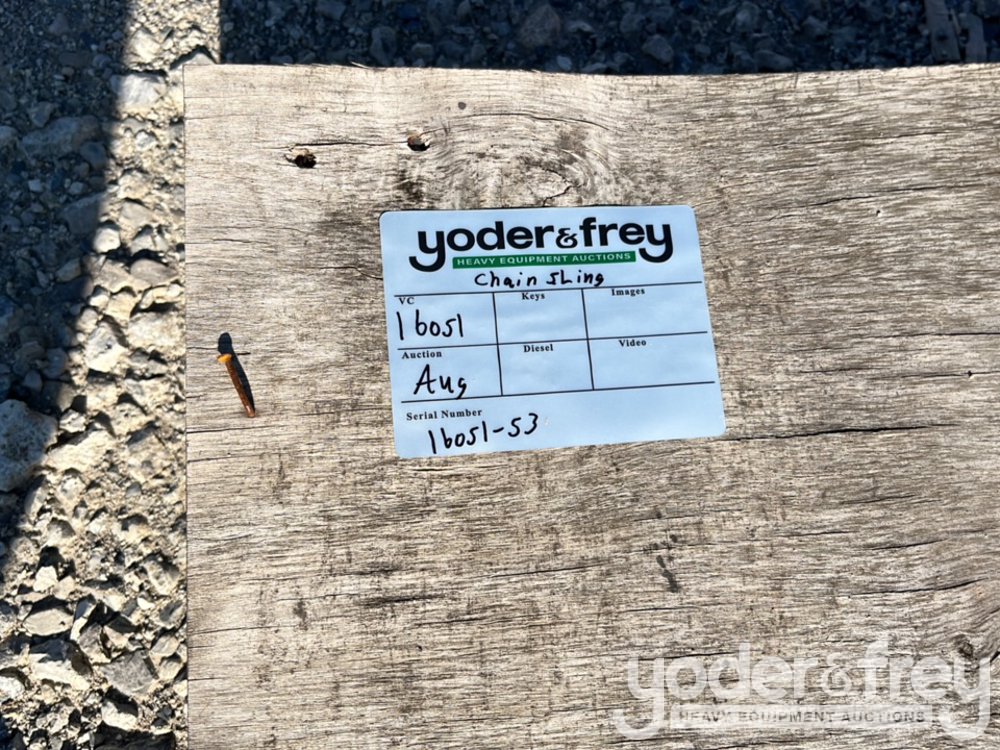 yoder&frey
HEAVY EQUIPMENT AUCTIONS
Chain Sling
VC Keys Images
16051
Auction Diesel Video
Aug
Serial Number
16051-53
yoder&frey
HEAVY EQUIPMENT AUCTIONS